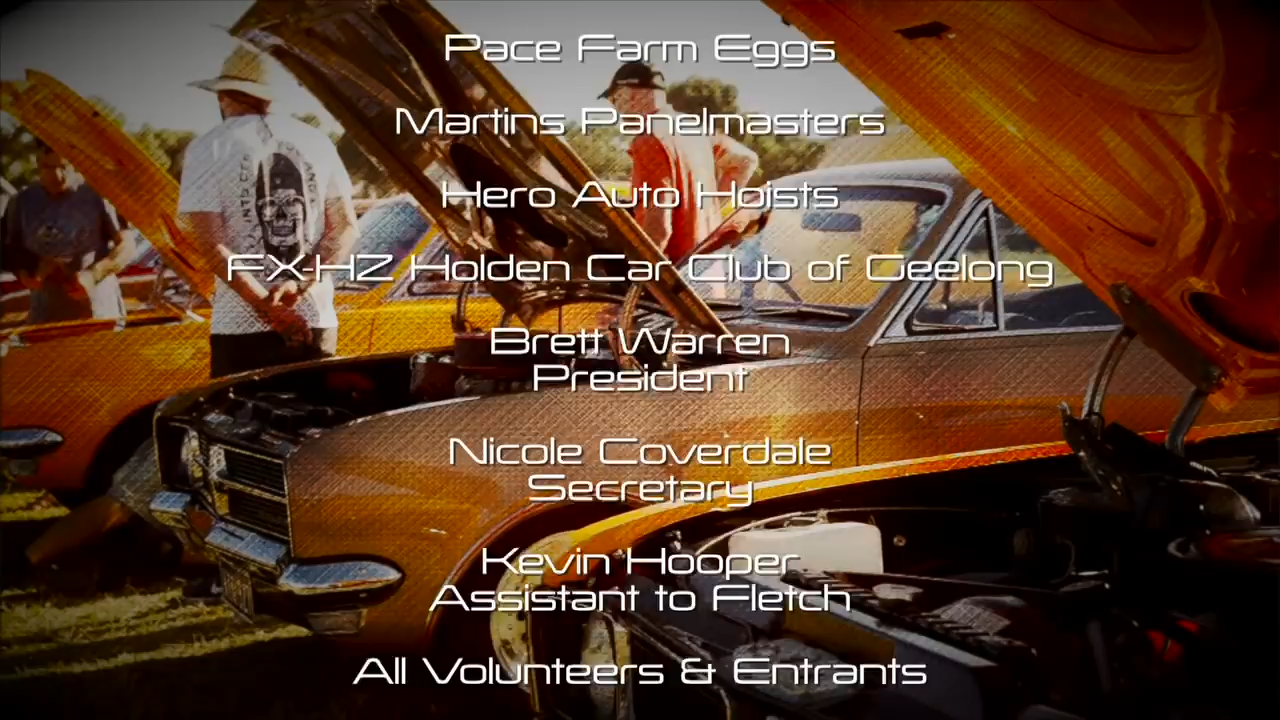 Pace Farm Eggs
Martins Panelmasters
Hero Auto Hoists
FX-HZ Holden Car Club of Geelong
Brett Warren
President
Nicole Coverdale
Secretary
Kevin Hooper
Assistant to Fletch
All Volunteers & Entrants